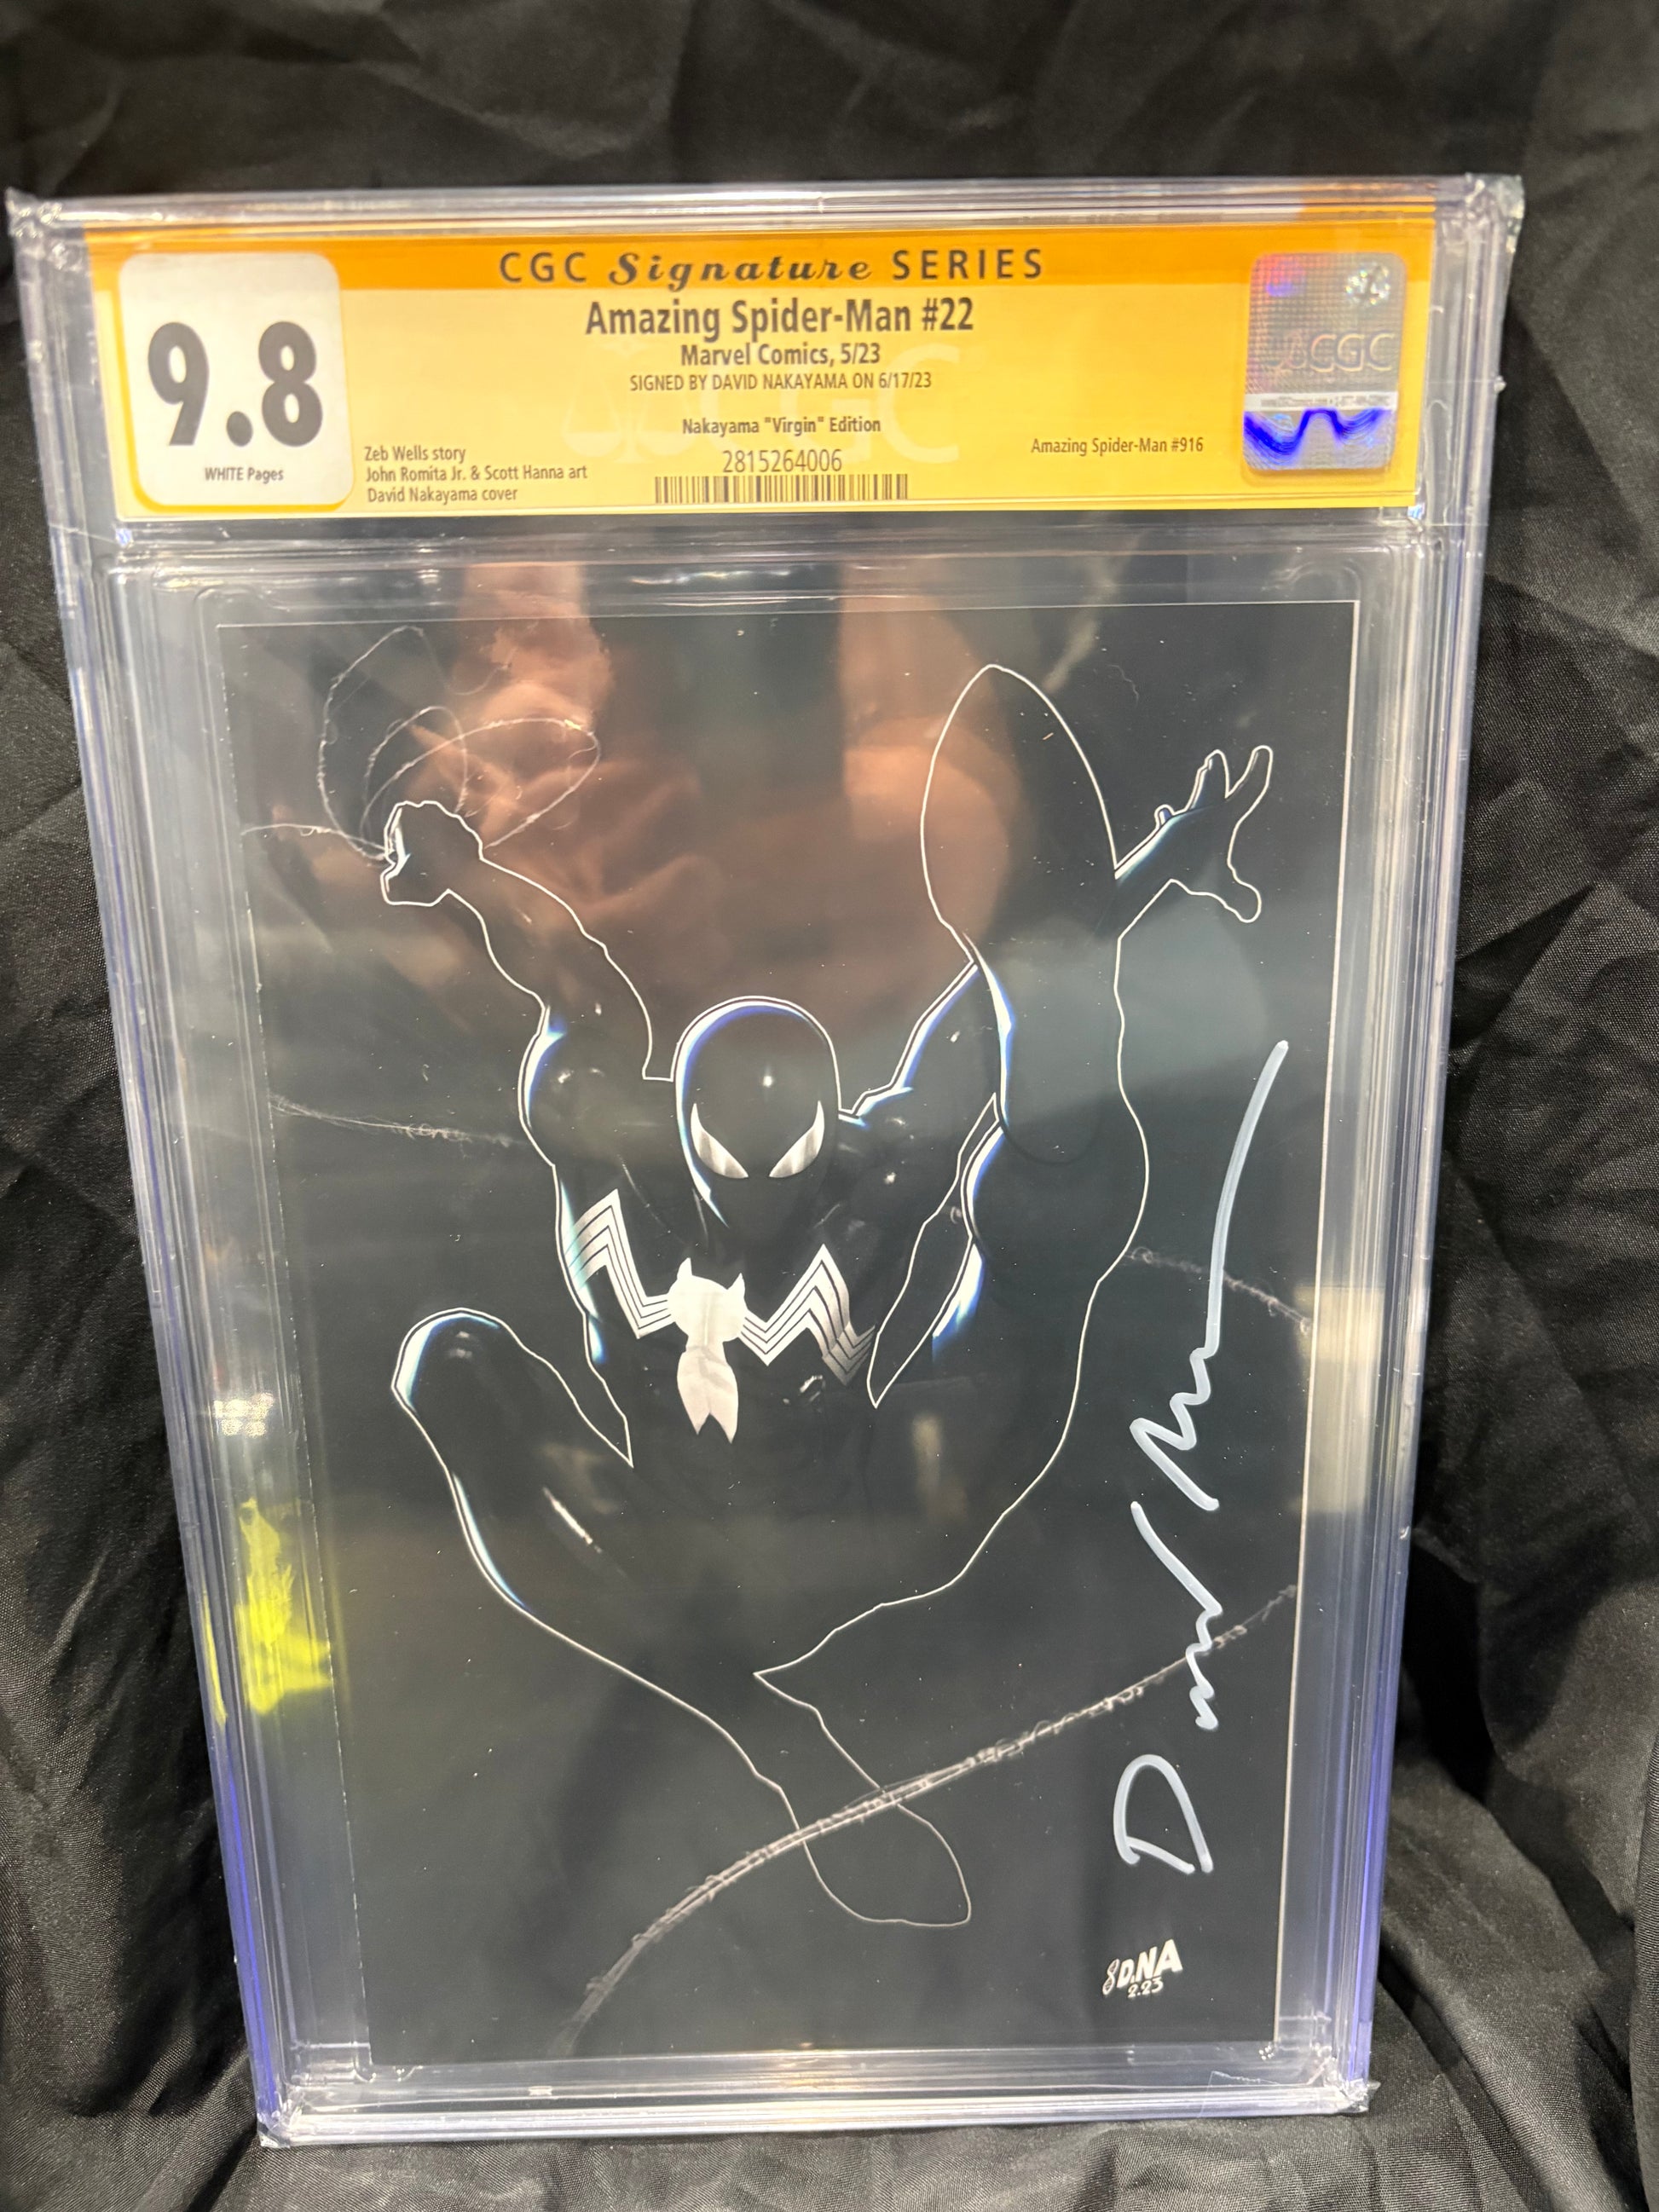 CGC Signature SERIES
Amazing Spider-Man #22
Marvel Comics, 5/23
SIGNED BY DAVID NAKAYAMA ON 6/17/23
Nakayama "Virgin" Edition
2815264006
9.8
WHITE Pages
Zeb Wells story
John Romita Jr. & Scott Hanna art
David Nakayama cover
Amazing Spider-Man #916
CGC
DNA
2.23